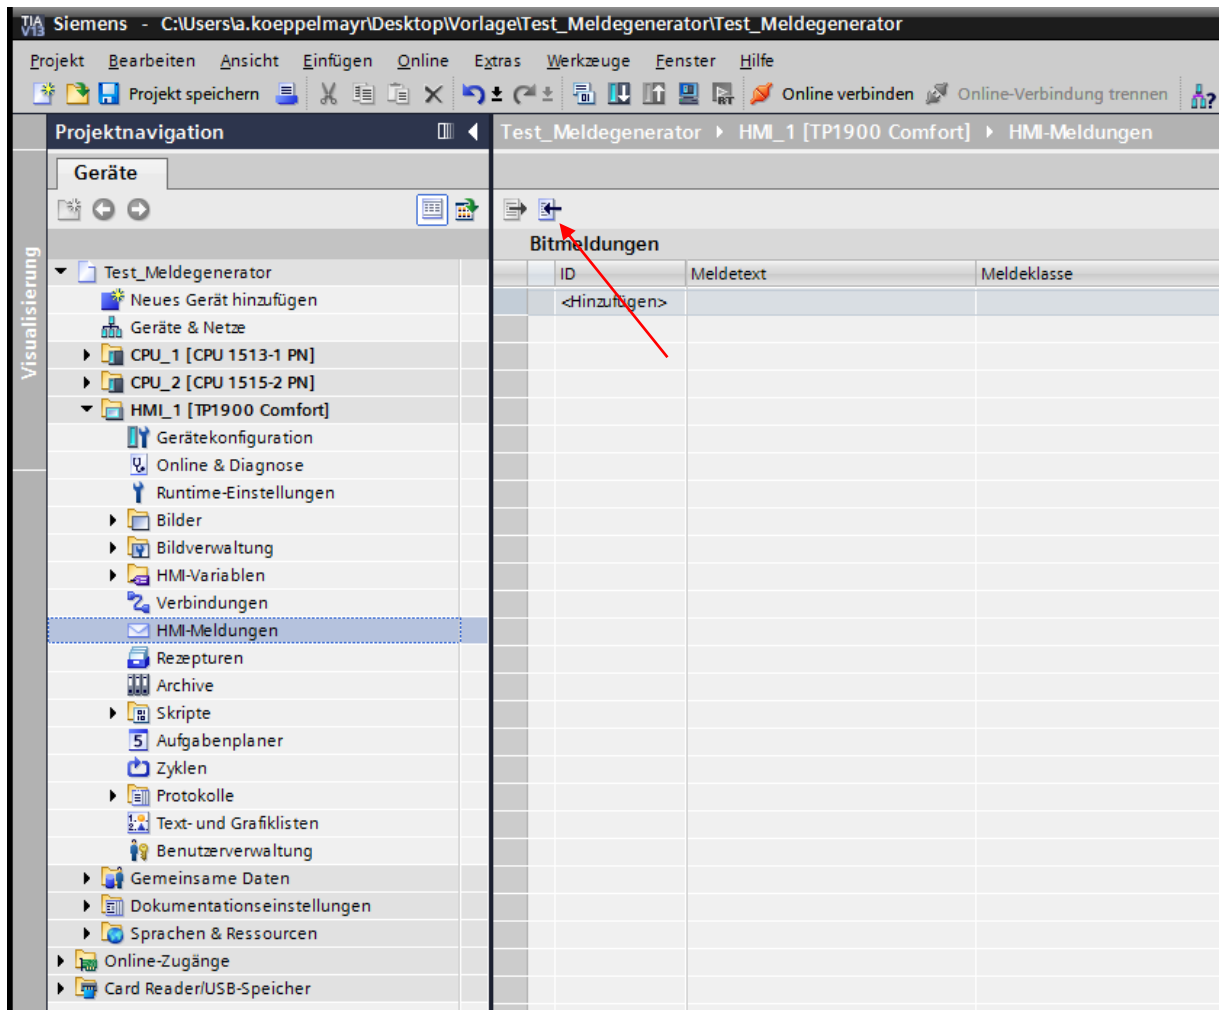 TIA V13 Siemens - C:\Users\a.koeppelmayr\Desktop\Vorlage\Test_Meldegenerator\Test_Meldegenerator
Projekt Bearbeiten Ansicht Einfügen Online Extras Werkzeuge Fenster Hilfe
Projekt speichern Online verbinden Online-Verbindung trennen
Projektnavigation
Test_Meldegenerator HMI_1 [TP1900 Comfort] HMI-Meldungen
Geräte
Visualisierung
Bitmeldungen
ID Meldetext Meldeklasse
<Hinzufügen>
Test_Meldegenerator
Neues Gerät hinzufügen
Geräte & Netze
CPU_1 [CPU 1513-1 PN]
CPU_2 [CPU 1515-2 PN]
HMI_1 [TP1900 Comfort]
Gerätekonfiguration
Online & Diagnose
Runtime-Einstellungen
Bilder
Bildverwaltung
HMI-Variablen
Verbindungen
HMI-Meldungen
Rezepturen
Archive
Skripte
Aufgabenplaner
Zyklen
Protokolle
Text- und Grafiklisten
Benutzerverwaltung
Gemeinsame Daten
Dokumentationseinstellungen
Sprachen & Ressourcen
Online-Zugänge
Card Reader/USB-Speicher